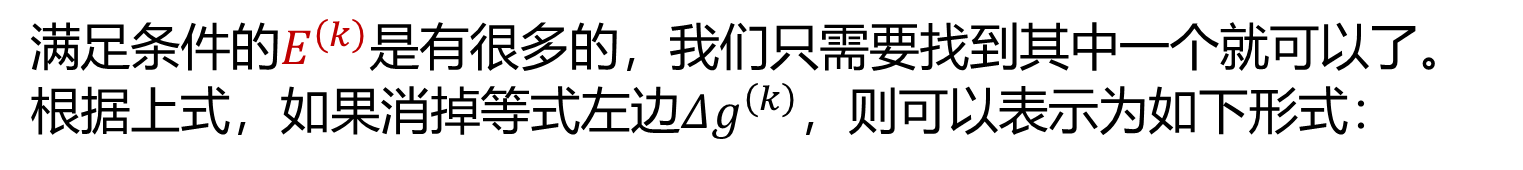 满足条件的E^(k)是有很多的，我们只需要找到其中一个就可以了。
根据上式，如果消掉等式左边Δg^(k)，则可以表示为如下形式：